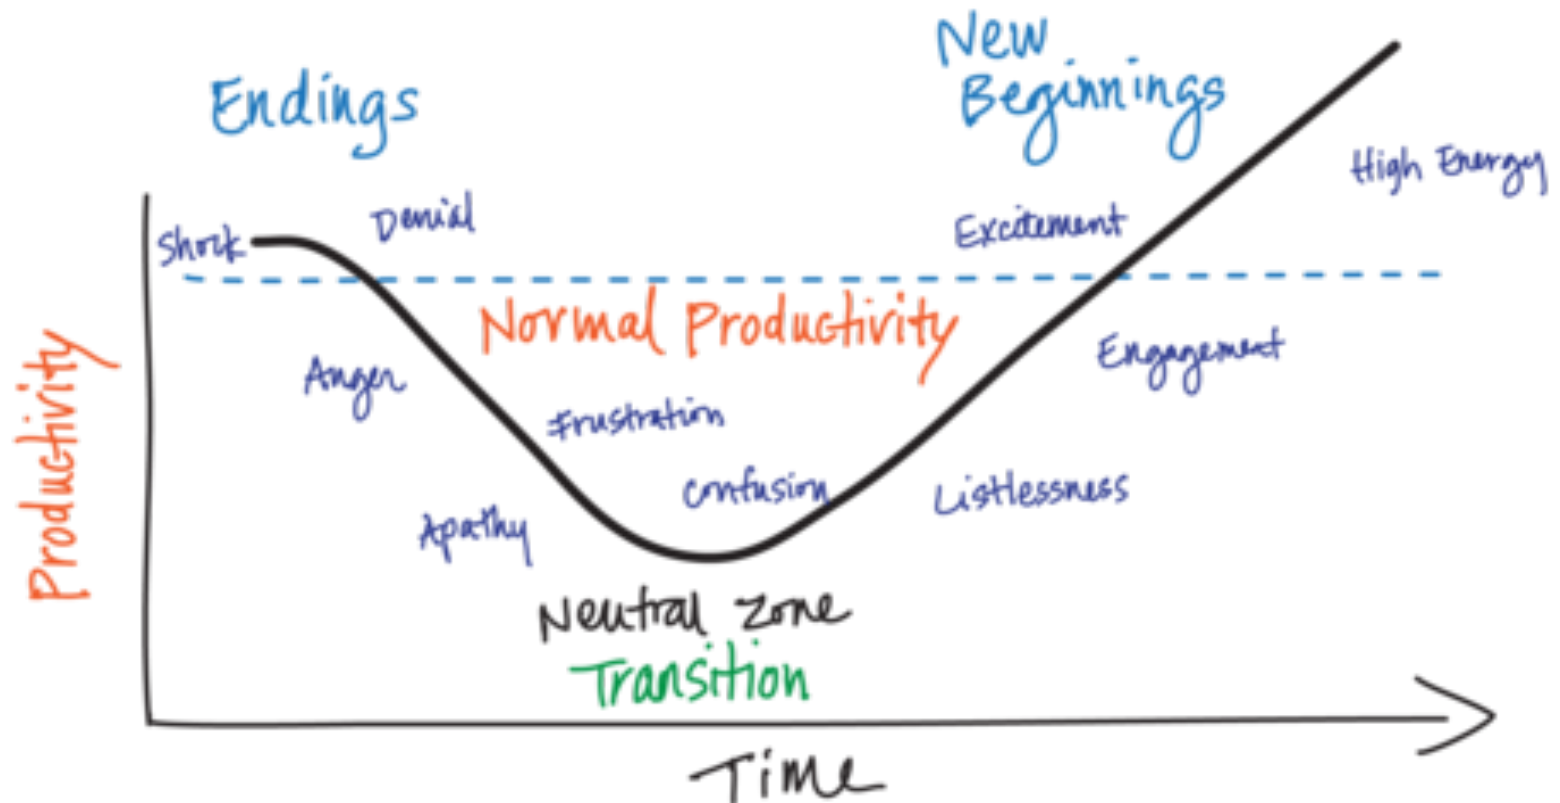 New
Beginnings
Endings
High Energy
Denial
Excitement
Shock
Normal Productivity
Productivity
Engagement
Anger
Frustration
Confusion
Listlessness
Apathy
Neutral Zone
Transition
Time